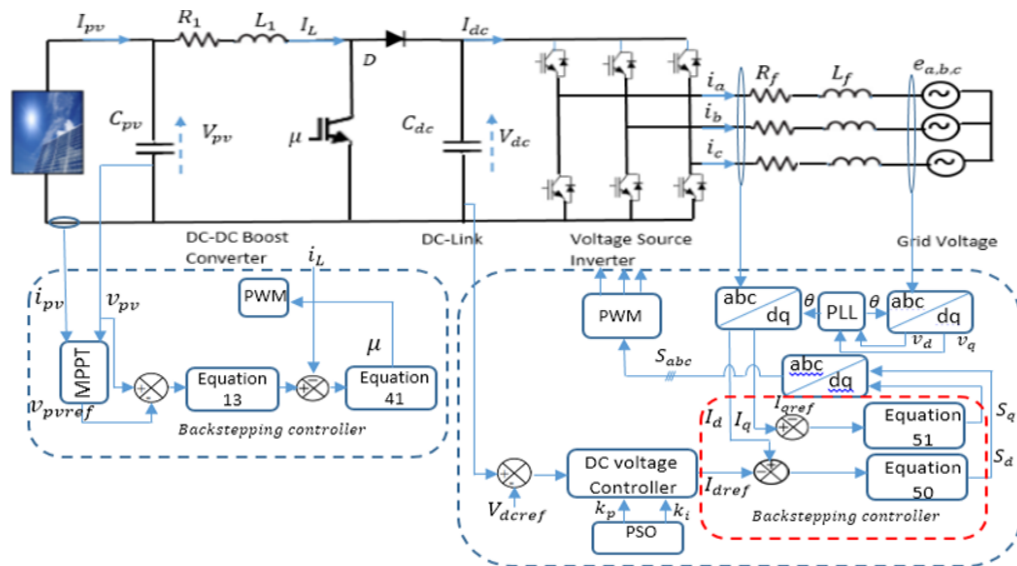 I_pv R_1 L_1 I_L I_dc
D
e_a,b,c
i_a R_f L_f
C_pv V_pv μ C_dc V_dc
i_b
i_c
DC-DC Boost
Converter
DC-Link
Voltage Source
Inverter
Grid Voltage
i_L
i_pv v_pv
PWM
μ
MPPT
v_pvref
Equation
13
Equation
41
Backstepping controller
PWM
abc
dq
θ PLL θ
abc
dq
v_d v_q
S_abc
abc
dq
I_d I_q I_qref
Equation
51
S_q
S_d
Equation
50
I_dref
Backstepping controller
DC voltage
Controller
V_dcref
k_p k_i
PSO